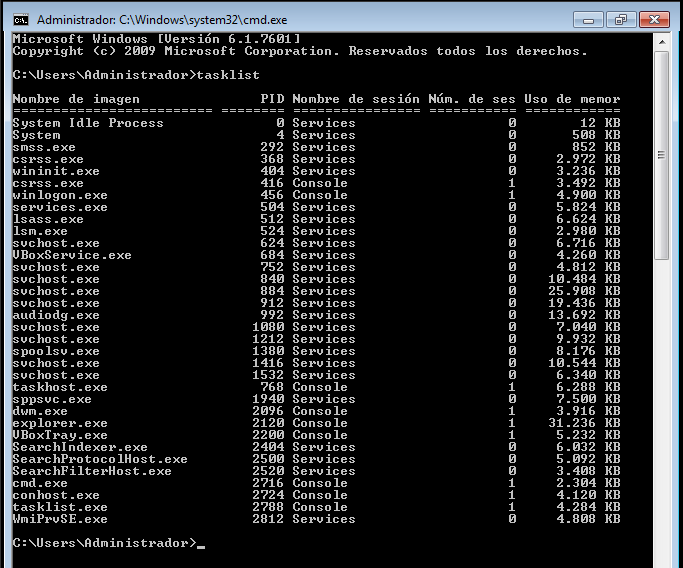 Administrador: C:\Windows\system32\cmd.exe
Microsoft Windows [Versión 6.1.7601]
Copyright (c) 2009 Microsoft Corporation. Reservados todos los derechos.
C:\Users\Administrador>tasklist
Nombre de imagen PID Nombre de sesión Núm. de ses Uso de memor
========================= ======== ================ =========== ============
System Idle Process 0 Services 0 12 KB
System 4 Services 0 508 KB
smss.exe 292 Services 0 852 KB
csrss.exe 368 Services 0 2.972 KB
wininit.exe 404 Services 0 3.236 KB
csrss.exe 416 Console 1 3.492 KB
winlogon.exe 456 Console 1 4.900 KB
services.exe 504 Services 0 5.824 KB
lsass.exe 512 Services 0 6.624 KB
lsm.exe 524 Services 0 2.980 KB
svchost.exe 624 Services 0 6.716 KB
VBoxService.exe 684 Services 0 4.260 KB
svchost.exe 752 Services 0 4.812 KB
svchost.exe 840 Services 0 10.484 KB
svchost.exe 884 Services 0 25.908 KB
svchost.exe 912 Services 0 19.436 KB
audiodg.exe 992 Services 0 13.692 KB
svchost.exe 1080 Services 0 7.040 KB
svchost.exe 1212 Services 0 9.932 KB
spoolsv.exe 1380 Services 0 8.176 KB
svchost.exe 1416 Services 0 10.544 KB
svchost.exe 1532 Services 0 6.340 KB
taskhost.exe 768 Console 1 6.288 KB
sppsvc.exe 1940 Services 0 7.500 KB
dwm.exe 2096 Console 1 3.916 KB
explorer.exe 2120 Console 1 31.236 KB
VBoxTray.exe 2200 Console 1 5.232 KB
SearchIndexer.exe 2404 Services 0 6.032 KB
SearchProtocolHost.exe 2500 Services 0 5.092 KB
SearchFilterHost.exe 2520 Services 0 3.408 KB
cmd.exe 2716 Console 1 2.304 KB
conhost.exe 2724 Console 1 4.120 KB
tasklist.exe 2788 Console 1 4.284 KB
WmiPrvSE.exe 2812 Services 0 4.808 KB
C:\Users\Administrador>_